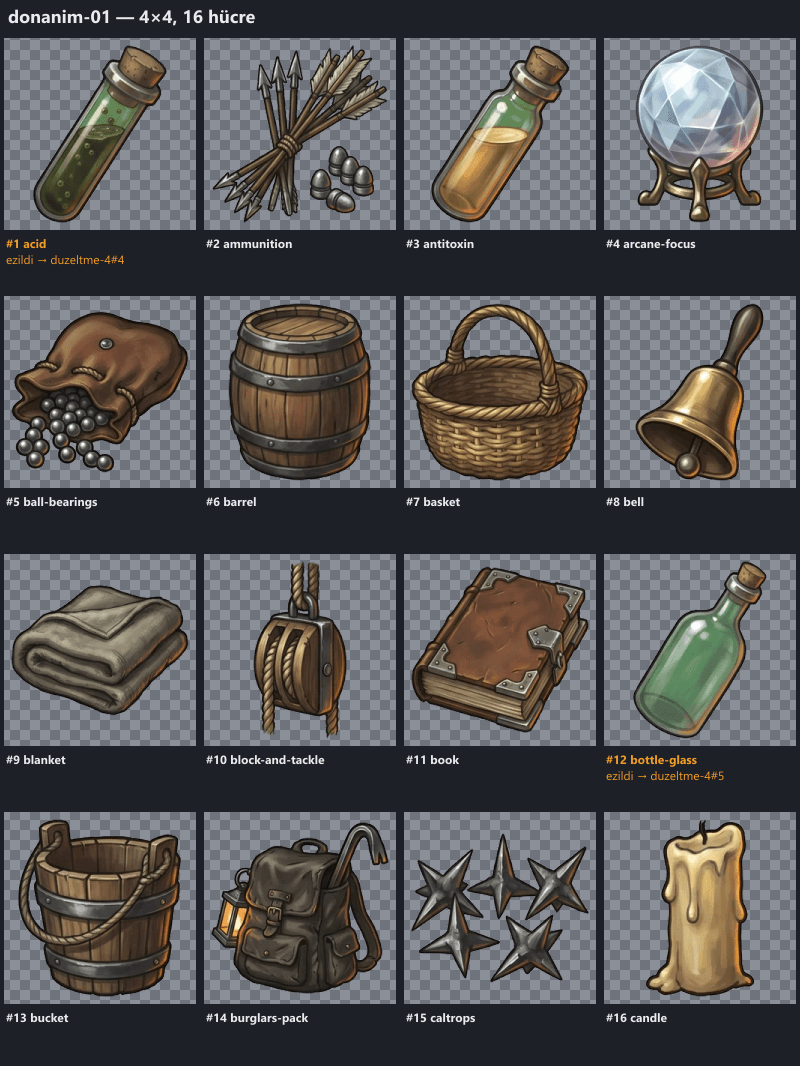 donanim-01 — 4×4, 16 hücre
#1 acid
ezildi → duzeltme-4#4
#2 ammunition
#3 antitoxin
#4 arcane-focus
#5 ball-bearings
#6 barrel
#7 basket
#8 bell
#9 blanket
#10 block-and-tackle
#11 book
#12 bottle-glass
ezildi → duzeltme-4#5
#13 bucket
#14 burglars-pack
#15 caltrops
#16 candle